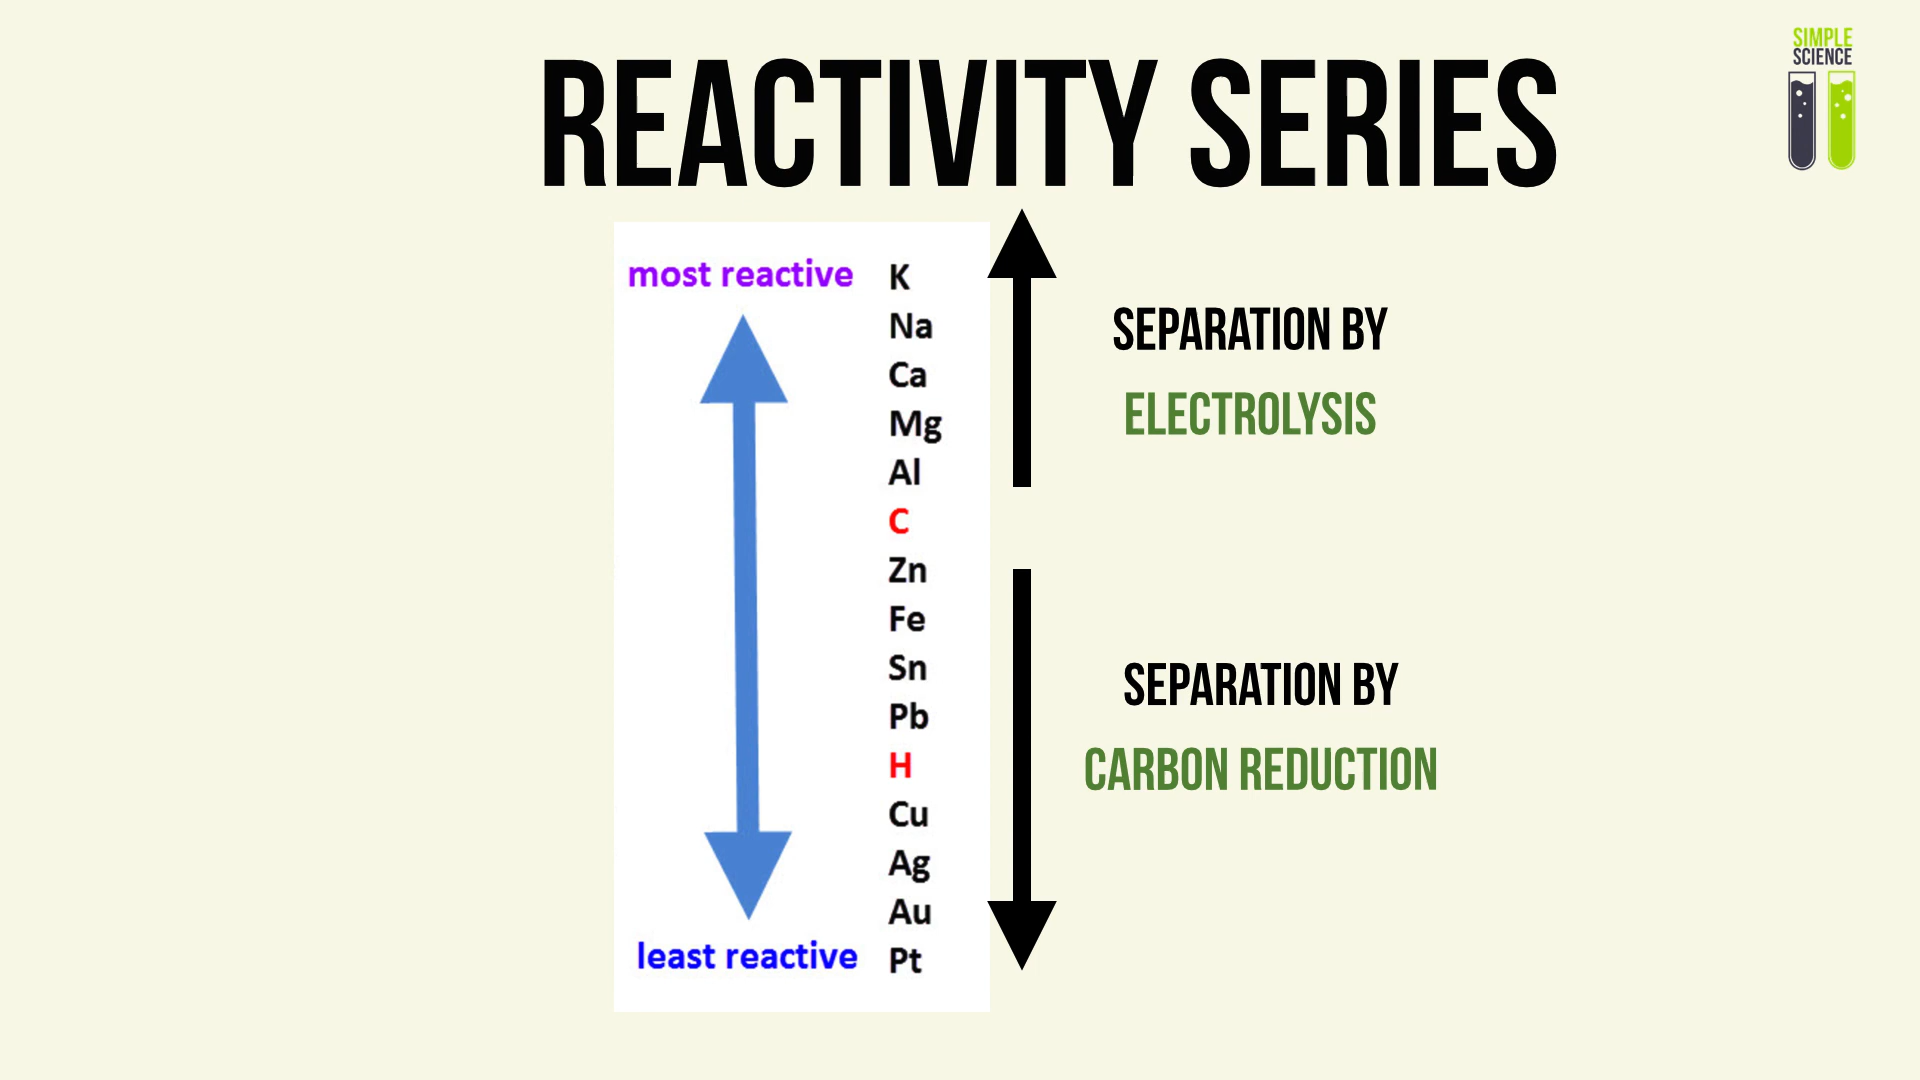 REACTIVITY SERIES
SIMPLE
SCIENCE
most reactive
K
Na
Ca
Mg
Al
C
Zn
Fe
Sn
Pb
H
Cu
Ag
Au
Pt
least reactive
SEPARATION BY
ELECTROLYSIS
SEPARATION BY
CARBON REDUCTION